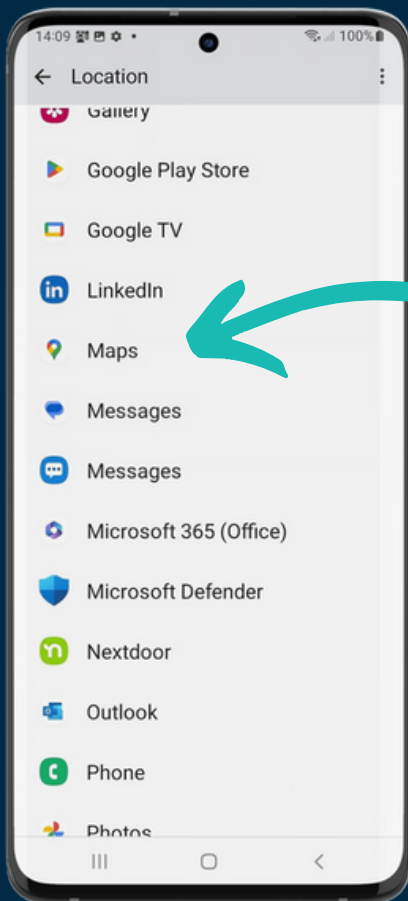 14:09 100%
Location
Gallery
Google Play Store
Google TV
in LinkedIn
Maps
Messages
Messages
Microsoft 365 (Office)
Microsoft Defender
Nextdoor
Outlook
Phone
Photos